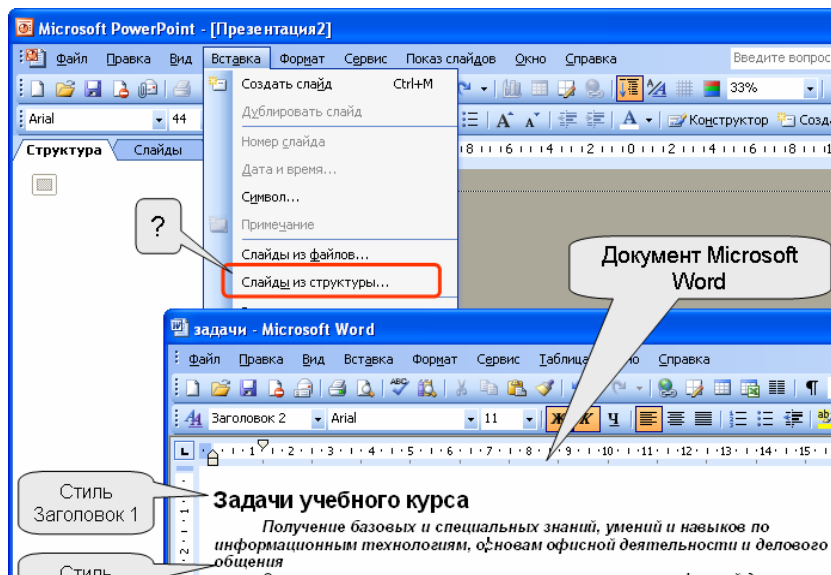 Microsoft PowerPoint - [Презентация2]
Файл Правка Вид Вставка Формат Сервис Показ слайдов Окно Справка Введите вопрос
33%
Arial 44 Конструктор
Структура Слайды
Создать слайд Ctrl+M
Дублировать слайд
Номер слайда
Дата и время...
Символ...
Примечание
Слайды из файлов...
Слайды из структуры...
?
Документ Microsoft
Word
задачи - Microsoft Word
Файл Правка Вид Вставка Формат Сервис Таблица Справка
Заголовок 2 Arial 11 Ж К Ч
Стиль
Заголовок 1
Задачи учебного курса
Получение базовых и специальных знаний, умений и навыков по
информационным технологиям, основам офисной деятельности и делового
общения
Стиль